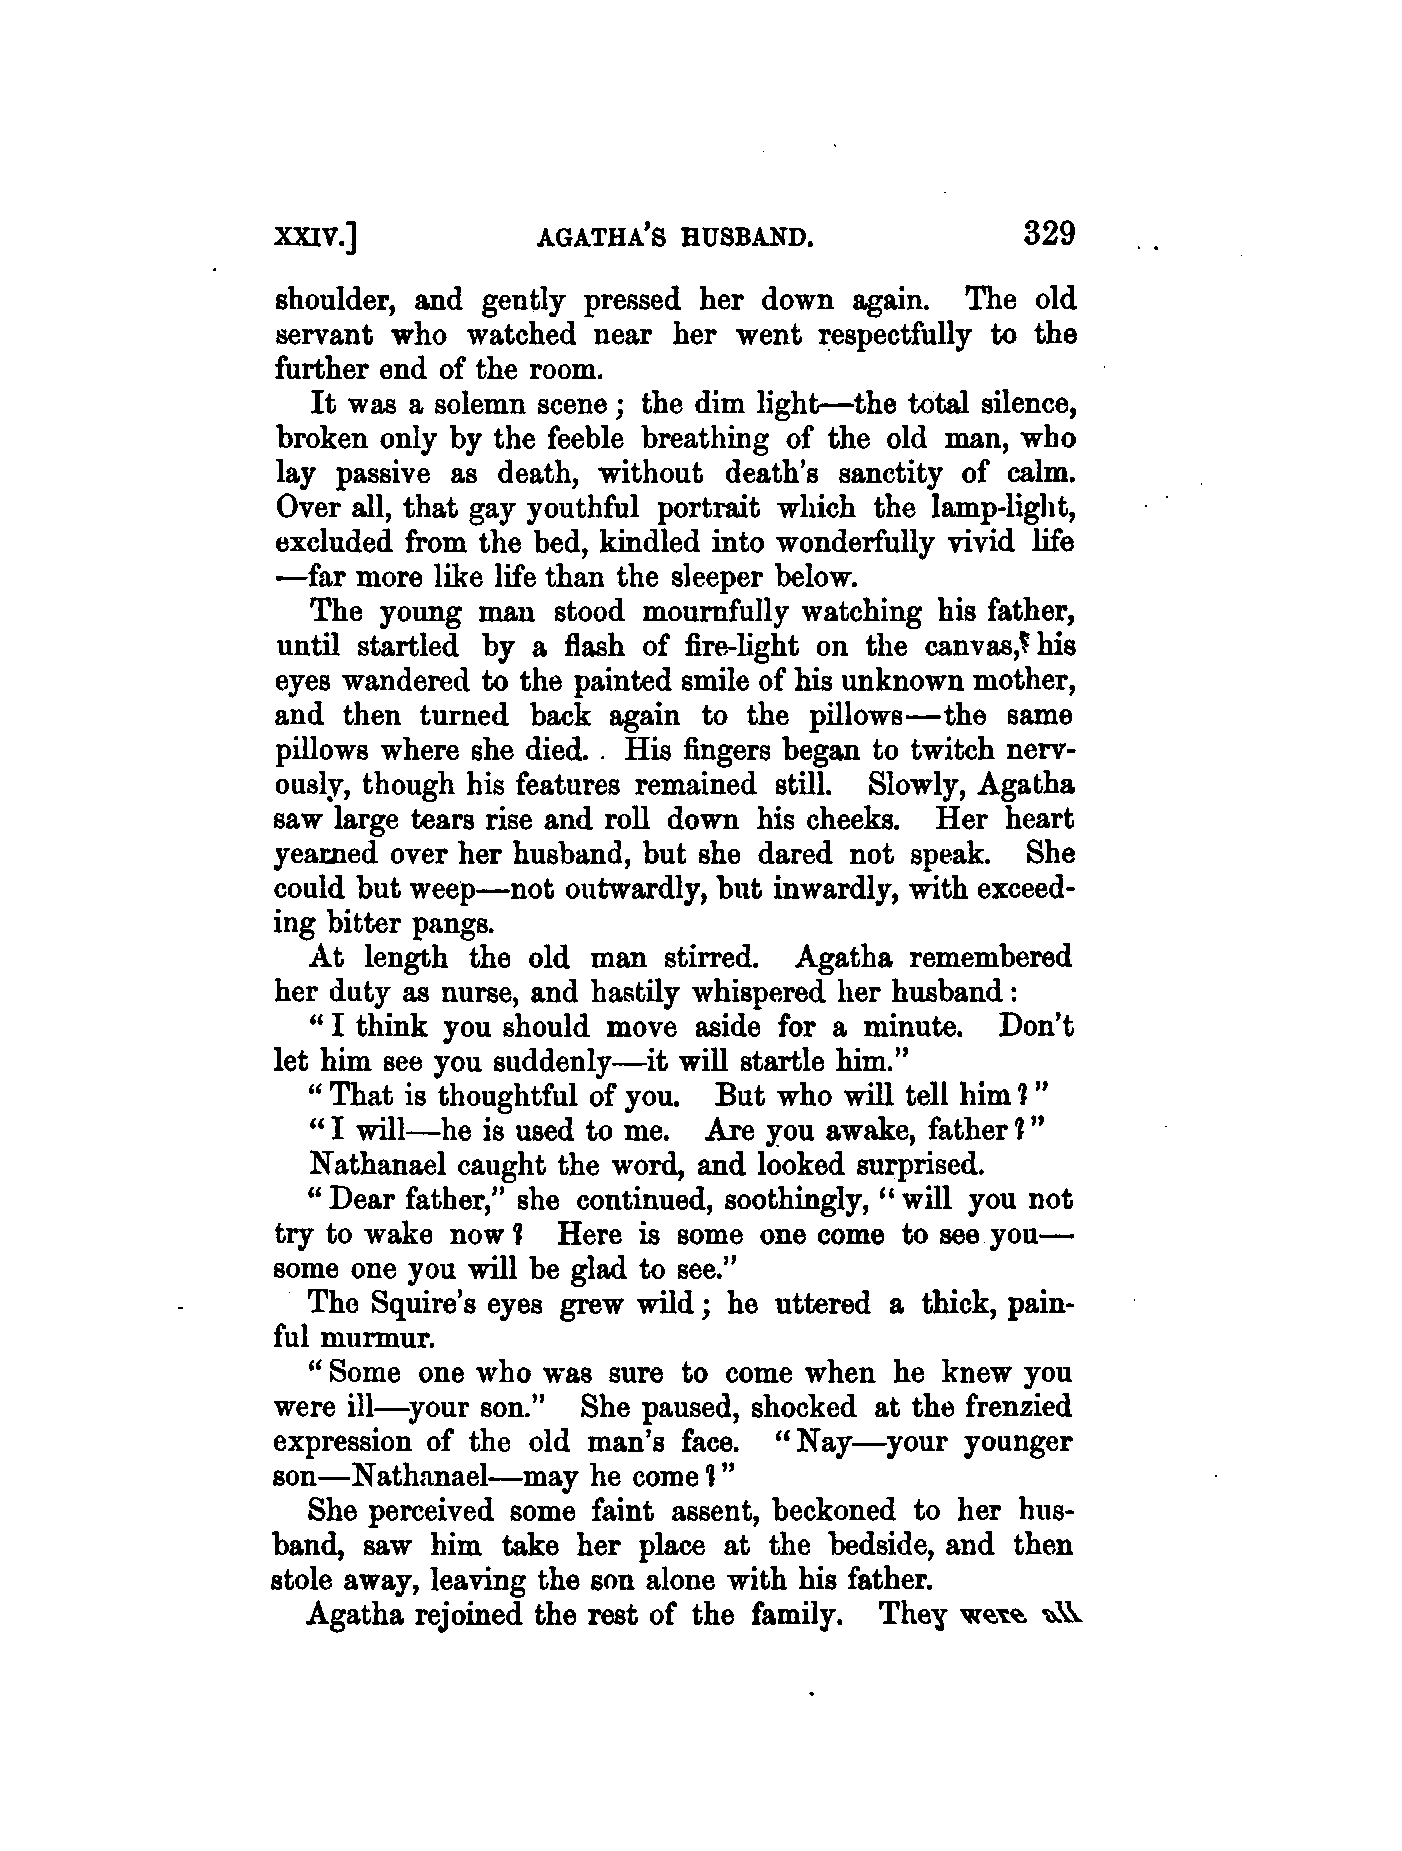 XXIV.] AGATHA'S HUSBAND. 329
shoulder, and gently pressed her down again. The old
servant who watched near her went respectfully to the
further end of the room.
It was a solemn scene; the dim light—the total silence,
broken only by the feeble breathing of the old man, who
lay passive as death, without death's sanctity of calm.
Over all, that gay youthful portrait which the lamp-light,
excluded from the bed, kindled into wonderfully vivid life
—far more like life than the sleeper below.
The young man stood mournfully watching his father,
until startled by a flash of fire-light on the canvas, his
eyes wandered to the painted smile of his unknown mother,
and then turned back again to the pillows—the same
pillows where she died. His fingers began to twitch nerv-
ously, though his features remained still. Slowly, Agatha
saw large tears rise and roll down his cheeks. Her heart
yearned over her husband, but she dared not speak. She
could but weep—not outwardly, but inwardly, with exceed-
ing bitter pangs.
At length the old man stirred. Agatha remembered
her duty as nurse, and hastily whispered her husband:
"I think you should move aside for a minute. Don't
let him see you suddenly—it will startle him."
"That is thoughtful of you. But who will tell him?"
"I will—he is used to me. Are you awake, father?"
Nathanael caught the word, and looked surprised.
"Dear father," she continued, soothingly, "will you not
try to wake now? Here is some one come to see you—
some one you will be glad to see."
The Squire's eyes grew wild; he uttered a thick, pain-
ful murmur.
"Some one who was sure to come when he knew you
were ill—your son." She paused, shocked at the frenzied
expression of the old man's face. "Nay—your younger
son—Nathanael—may he come?"
She perceived some faint assent, beckoned to her hus-
band, saw him take her place at the bedside, and then
stole away, leaving the son alone with his father.
Agatha rejoined the rest of the family. They were all